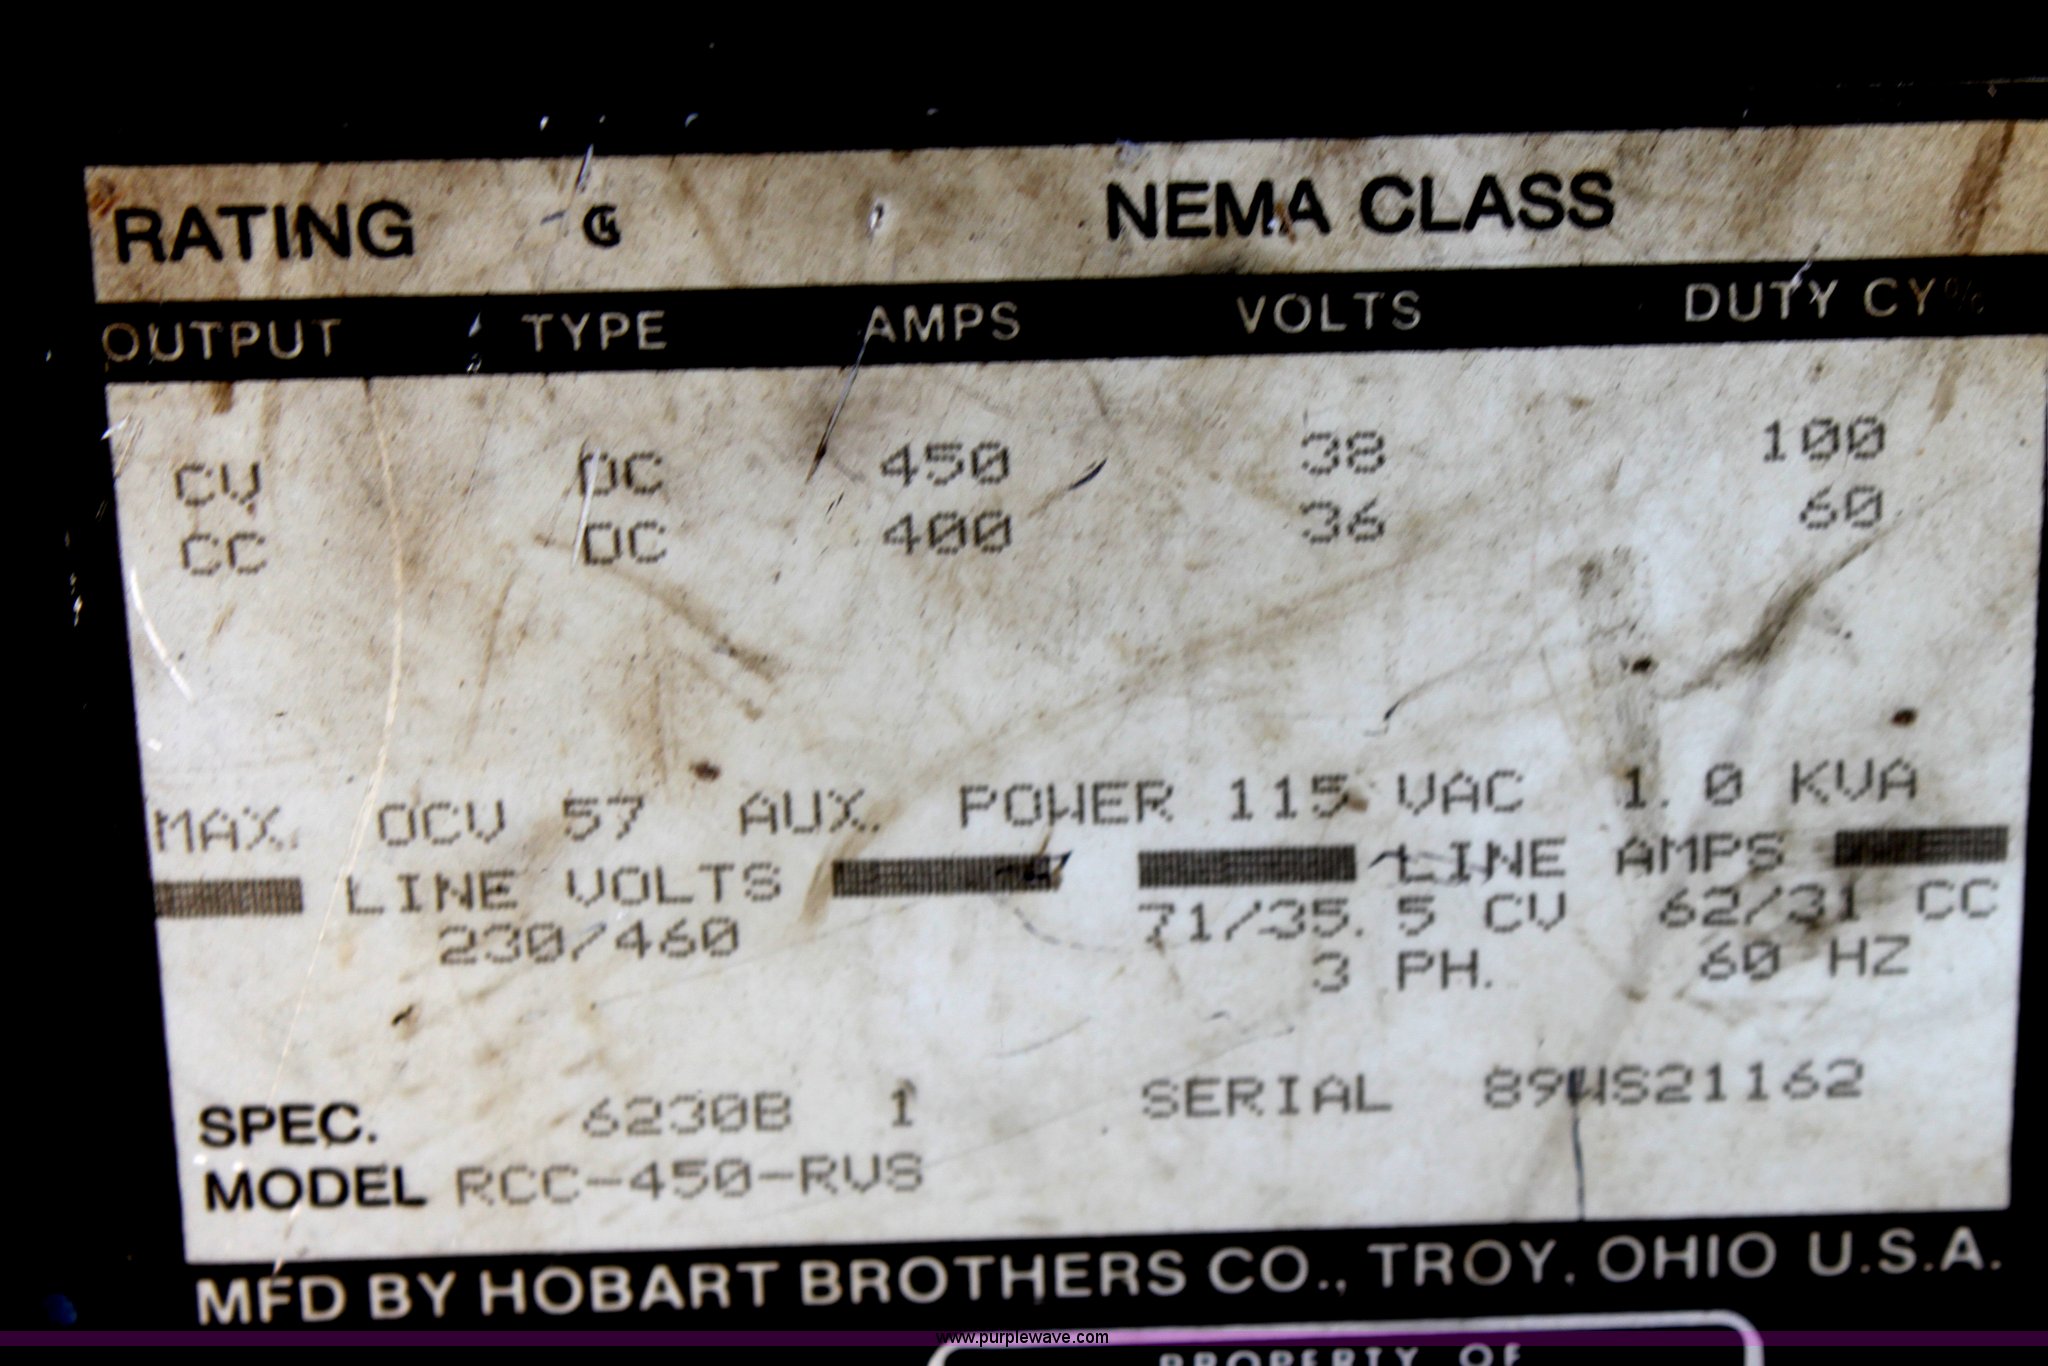 RATING G NEMA CLASS
OUTPUT TYPE AMPS VOLTS DUTY CY%
CV DC 450 38 100
CC DC 400 36 60
MAX. OCV 57 AUX. POWER 115 VAC 1.0 KVA
LINE VOLTS LINE AMPS
230/460 71/35.5 CV 62/31 CC
3 PH. 60 HZ
SPEC. 6230B 1 SERIAL 89WS21162
MODEL RCC-450-RVS
MFD BY HOBART BROTHERS CO., TROY, OHIO U.S.A.
www.purplewave.com
PROPERTY OF